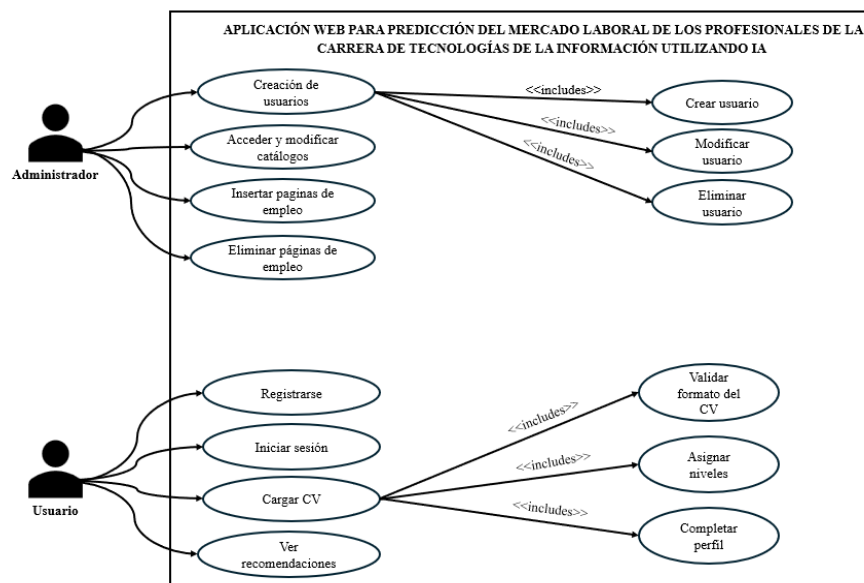 APLICACIÓN WEB PARA PREDICCIÓN DEL MERCADO LABORAL DE LOS PROFESIONALES DE LA
CARRERA DE TECNOLOGÍAS DE LA INFORMACIÓN UTILIZANDO IA
Creación de
usuarios
<<includes>>
Crear usuario
<<includes>>
Modificar
usuario
<<includes>>
Eliminar
usuario
Administrador
Acceder y modificar
catálogos
Insertar paginas de
empleo
Eliminar páginas de
empleo
Registrarse
Iniciar sesión
Usuario
Cargar CV
Ver
recomendaciones
<<includes>>
Validar
formato del
CV
<<includes>>
Asignar
niveles
<<includes>>
Completar
perfil